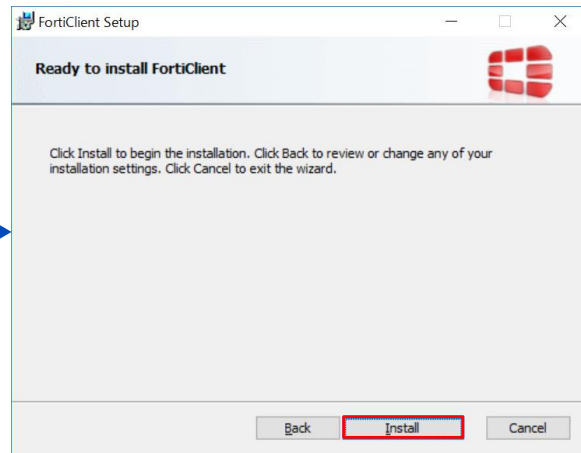 FortiClient Setup
Ready to install FortiClient
Click Install to begin the installation. Click Back to review or change any of your
installation settings. Click Cancel to exit the wizard.
Back Install Cancel